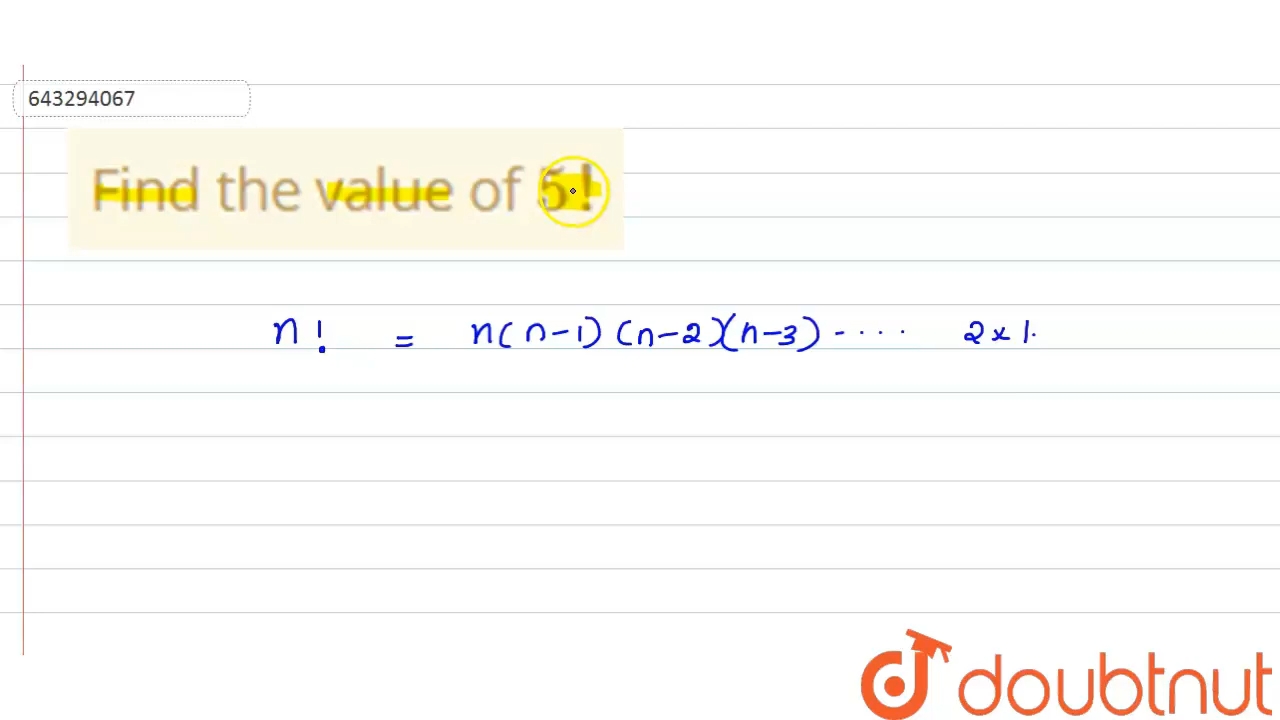 643294067
Find the value of 5!
n! = n(n-1)(n-2)(n-3)----.... 2×1.
doubtnut